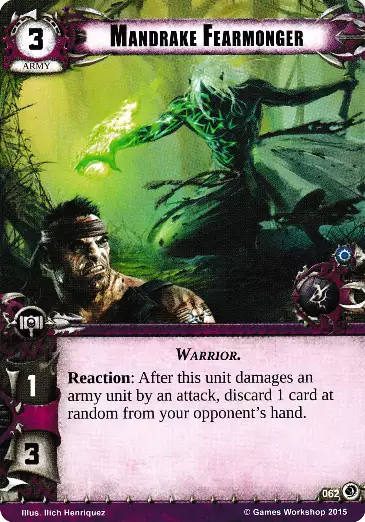 3
MANDRAKE FEARMONGER
ARMY
WARRIOR.
1
Reaction: After this unit damages an
army unit by an attack, discard 1 card at
random from your opponent's hand.
3
062
Illus. Ilich Henriquez
© Games Workshop 2015